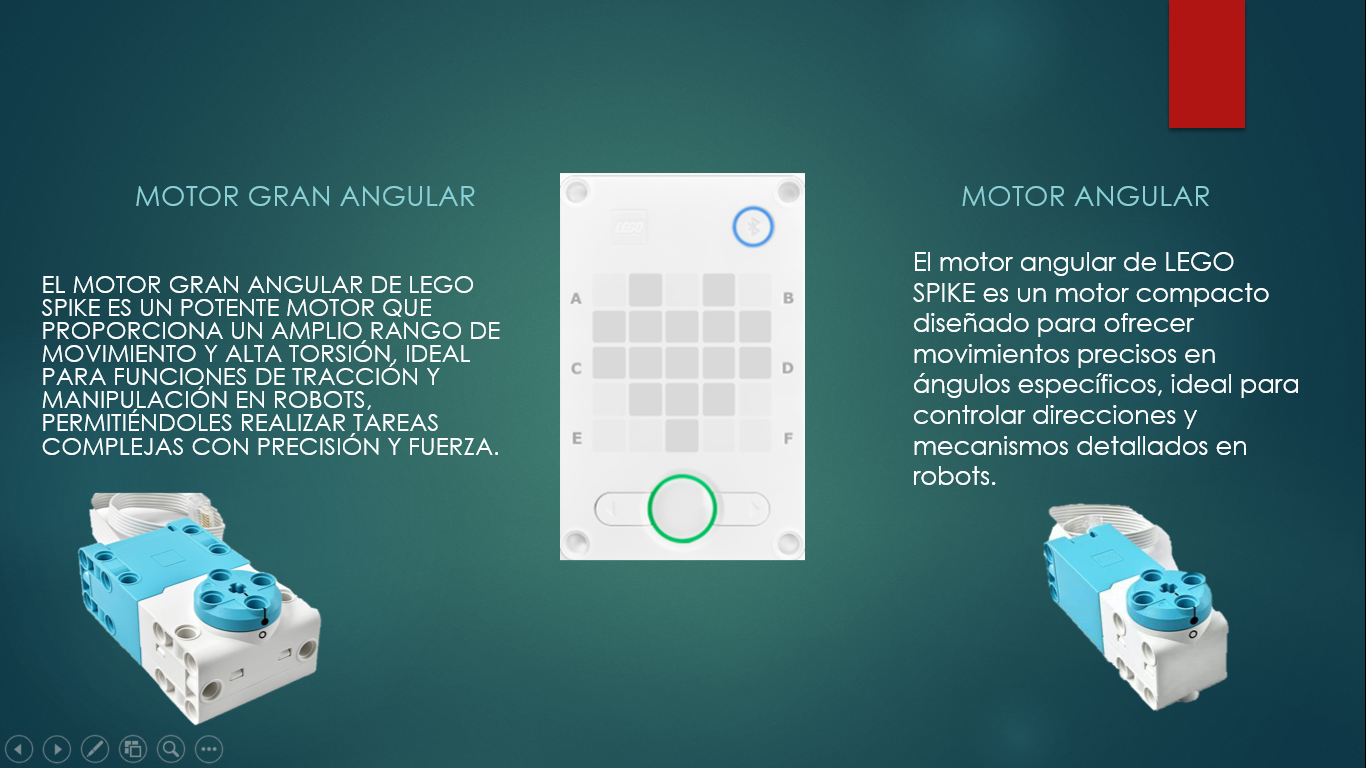 MOTOR GRAN ANGULAR
EL MOTOR GRAN ANGULAR DE LEGO
SPIKE ES UN POTENTE MOTOR QUE
PROPORCIONA UN AMPLIO RANGO DE
MOVIMIENTO Y ALTA TORSIÓN, IDEAL
PARA FUNCIONES DE TRACCIÓN Y
MANIPULACIÓN EN ROBOTS,
PERMITIÉNDOLES REALIZAR TAREAS
COMPLEJAS CON PRECISIÓN Y FUERZA.
LEGO
A B
C D
E F
MOTOR ANGULAR
El motor angular de LEGO
SPIKE es un motor compacto
diseñado para ofrecer
movimientos precisos en
ángulos específicos, ideal para
controlar direcciones y
mecanismos detallados en
robots.